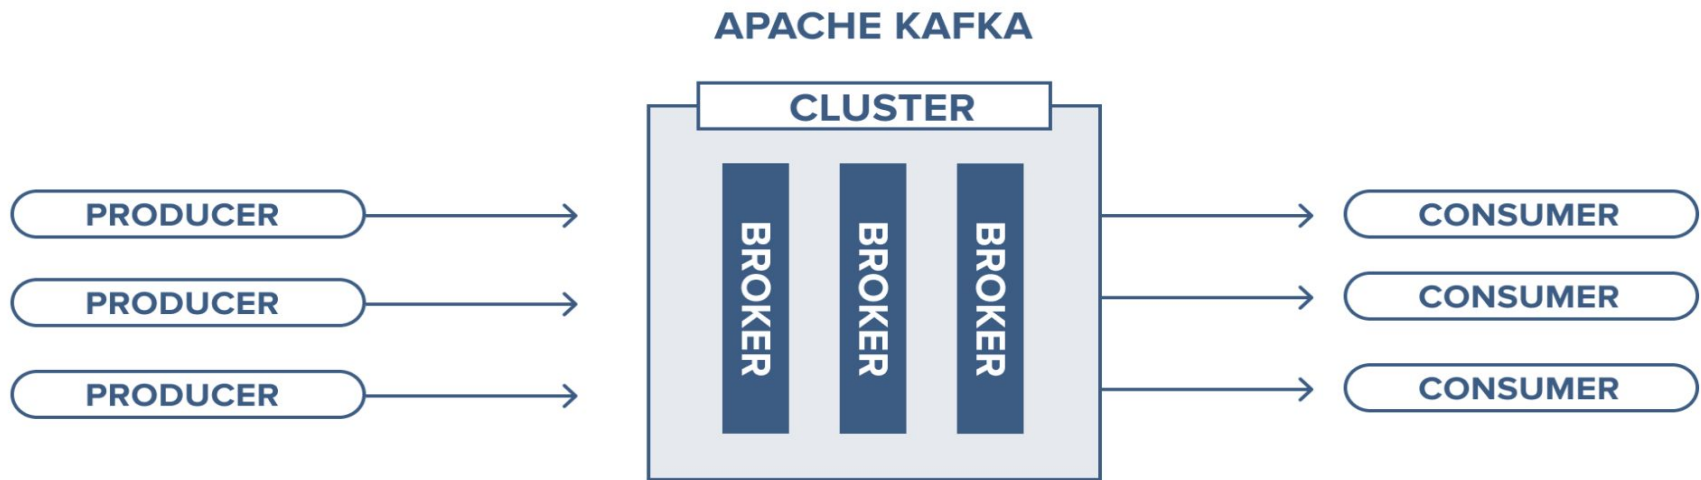 APACHE KAFKA
CLUSTER
PRODUCER
PRODUCER
PRODUCER
BROKER
BROKER
BROKER
CONSUMER
CONSUMER
CONSUMER